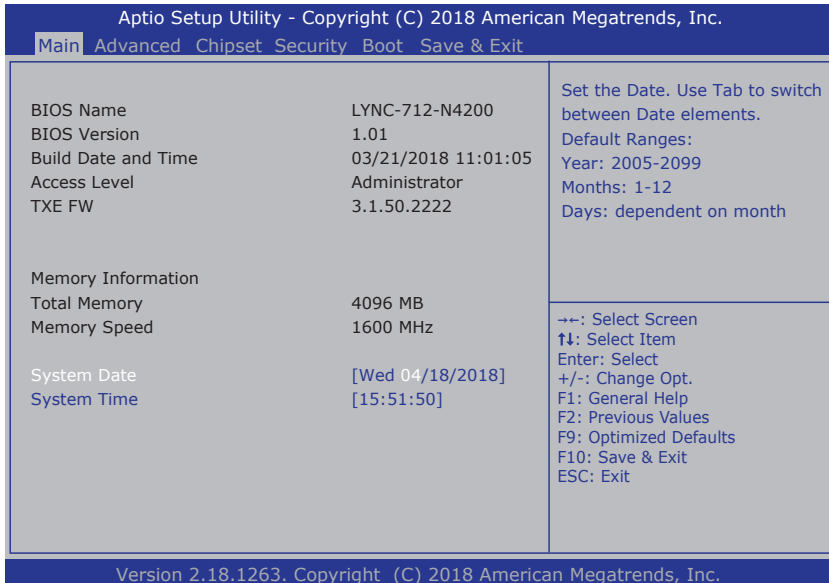 Aptio Setup Utility - Copyright (C) 2018 American Megatrends, Inc.
Main Advanced Chipset Security Boot Save & Exit
BIOS Name LYNC-712-N4200
BIOS Version 1.01
Build Date and Time 03/21/2018 11:01:05
Access Level Administrator
TXE FW 3.1.50.2222
Memory Information
Total Memory 4096 MB
Memory Speed 1600 MHz
System Date [Wed 04/18/2018]
System Time [15:51:50]
Set the Date. Use Tab to switch
between Date elements.
Default Ranges:
Year: 2005-2099
Months: 1-12
Days: dependent on month
→←: Select Screen
↑↓: Select Item
Enter: Select
+/-: Change Opt.
F1: General Help
F2: Previous Values
F9: Optimized Defaults
F10: Save & Exit
ESC: Exit
Version 2.18.1263. Copyright (C) 2018 American Megatrends, Inc.